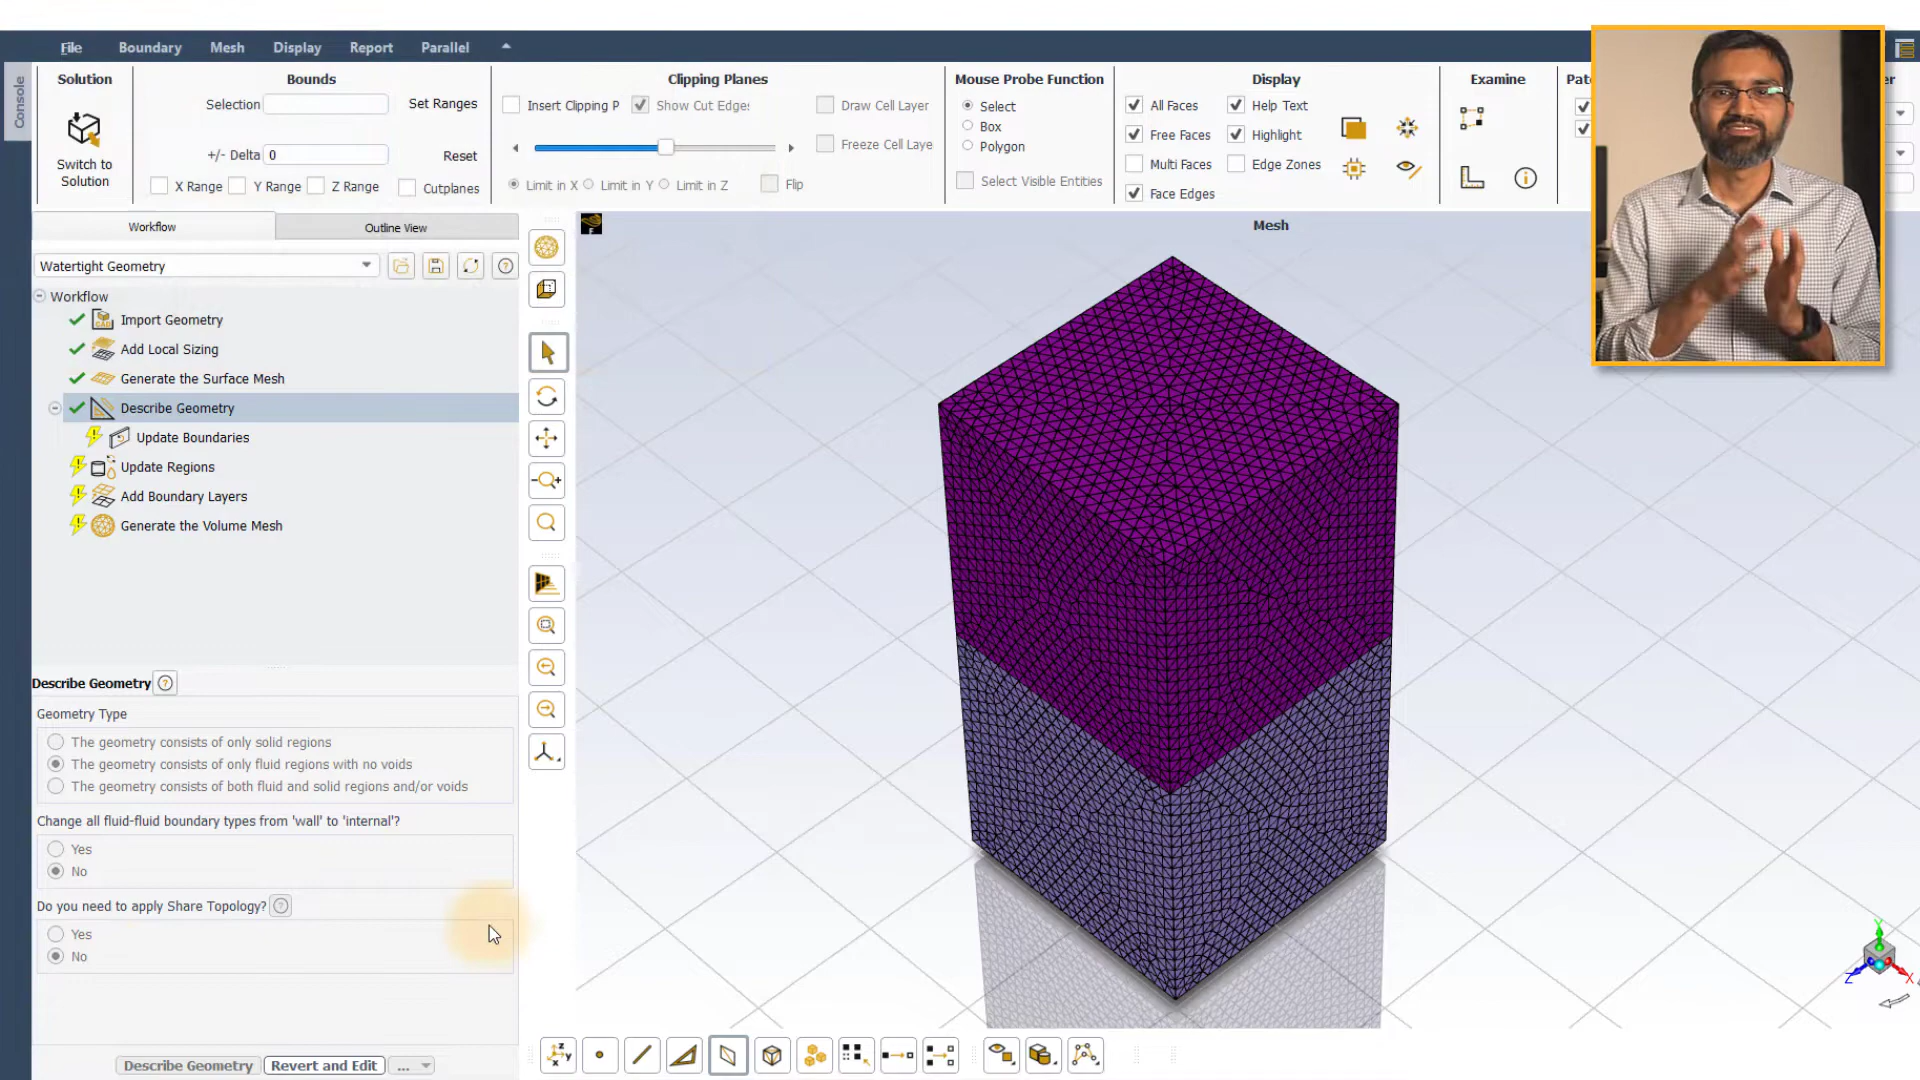 File Boundary Mesh Display Report Parallel
Console
Solution
Switch to
Solution
Bounds
Selection Set Ranges
+/- Delta 0 Reset
X Range Y Range Z Range Cutplanes
Clipping Planes
Insert Clipping P Show Cut Edges Draw Cell Layer
Freeze Cell Laye
Limit in X Limit in Y Limit in Z Flip
Mouse Probe Function
Select
Box
Polygon
Select Visible Entities
Display
All Faces Help Text
Free Faces Highlight
Multi Faces Edge Zones
Face Edges
Examine
Pat
er
Workflow Outline View
Watertight Geometry
Workflow
Import Geometry
Add Local Sizing
Generate the Surface Mesh
Describe Geometry
Update Boundaries
Update Regions
Add Boundary Layers
Generate the Volume Mesh
Describe Geometry
Geometry Type
The geometry consists of only solid regions
The geometry consists of only fluid regions with no voids
The geometry consists of both fluid and solid regions and/or voids
Change all fluid-fluid boundary types from 'wall' to 'internal'?
Yes
No
Do you need to apply Share Topology?
Yes
No
Describe Geometry Revert and Edit ...
Mesh
Y
Z X